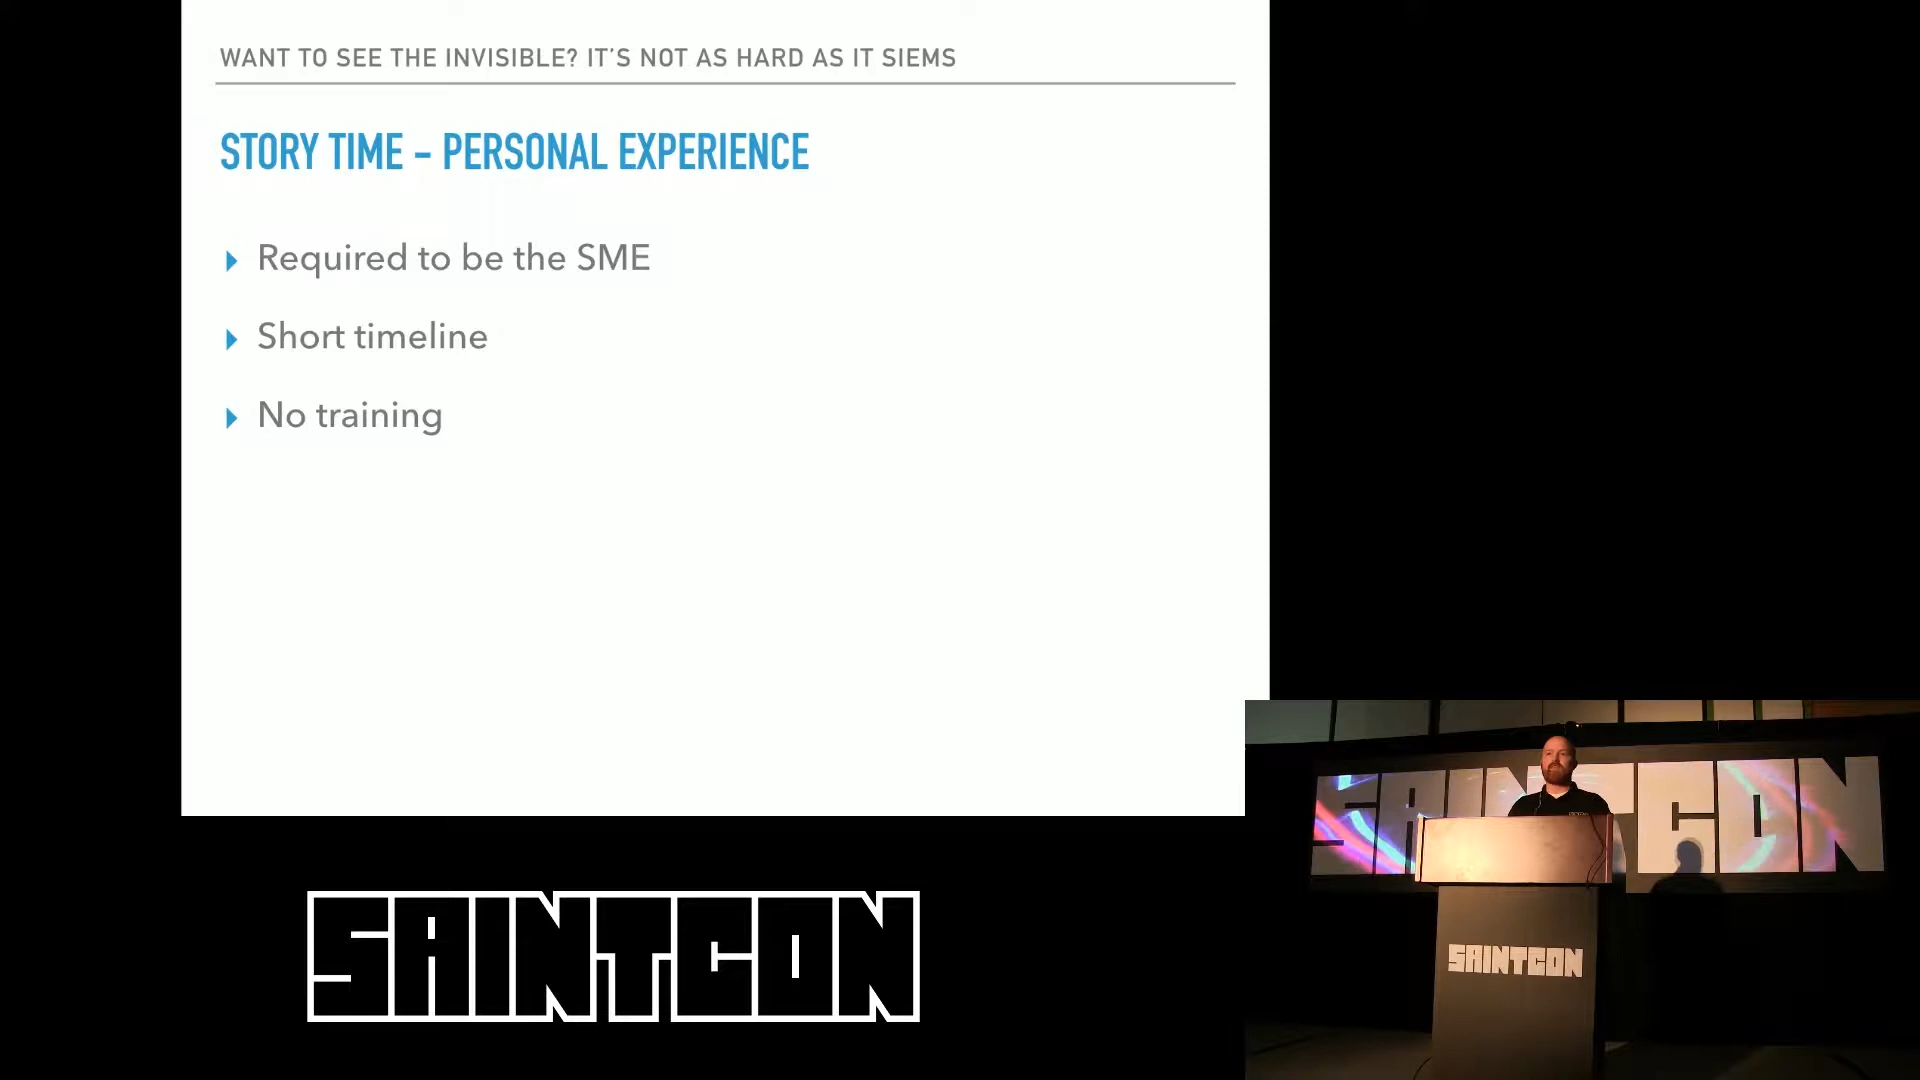 WANT TO SEE THE INVISIBLE? IT'S NOT AS HARD AS IT SIEMS
STORY TIME – PERSONAL EXPERIENCE
Required to be the SME
Short timeline
No training
SAINTCON
SAINTCON
SAINTCON